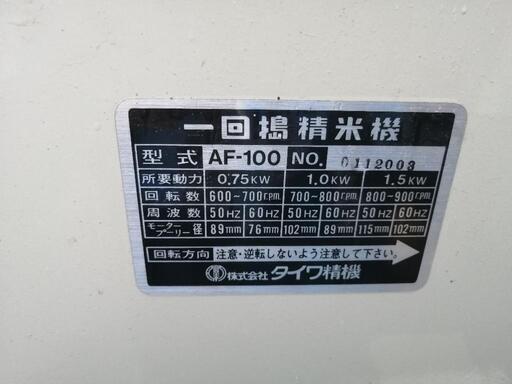 一回搗精米機
型式 AF-100 NO. 0112003
所要動力 0.75KW 1.0KW 1.5KW
回転数 600~700r.p.m. 700~800r.p.m. 800~900r.p.m.
周波数 50HZ 60HZ 50HZ 60HZ 50HZ 60HZ
モータープーリー径 89mm 76mm 102mm 89mm 115mm 102mm
回転方向 注意・逆転しないよう注意して下さい。
株式会社タイワ精機